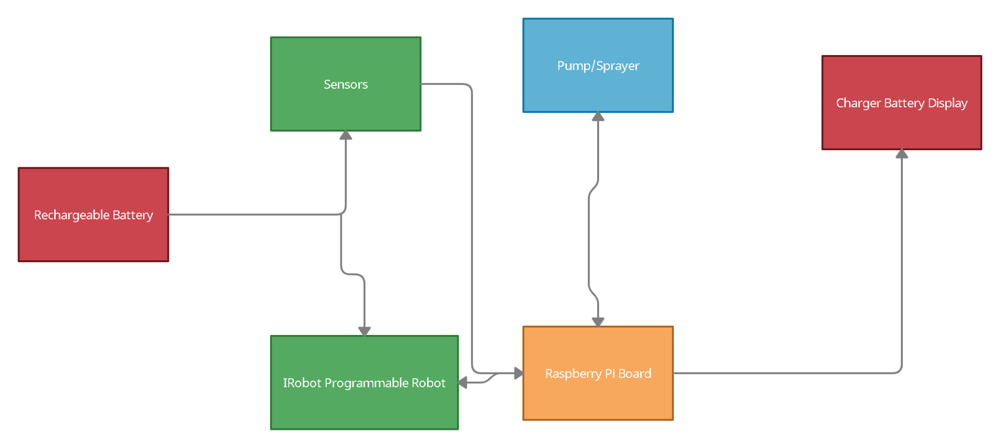 Pump/Sprayer
Sensors
Charger Battery Display
Rechargeable Battery
Raspberry Pi Board
IRobot Programmable Robot